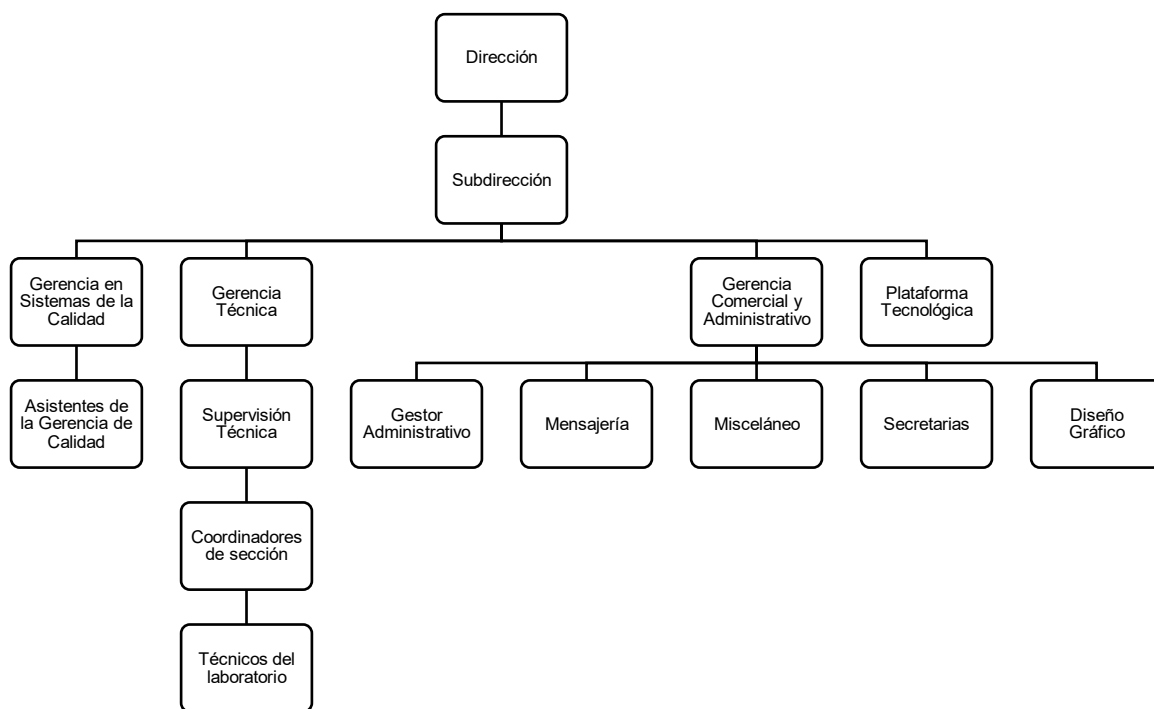 Dirección
Subdirección
Gerencia en
Sistemas de la
Calidad
Gerencia
Técnica
Gerencia
Comercial y
Administrativo
Plataforma
Tecnológica
Asistentes de
la Gerencia de
Calidad
Supervisión
Técnica
Gestor
Administrativo
Mensajería
Misceláneo
Secretarias
Diseño
Gráfico
Coordinadores
de sección
Técnicos del
laboratorio